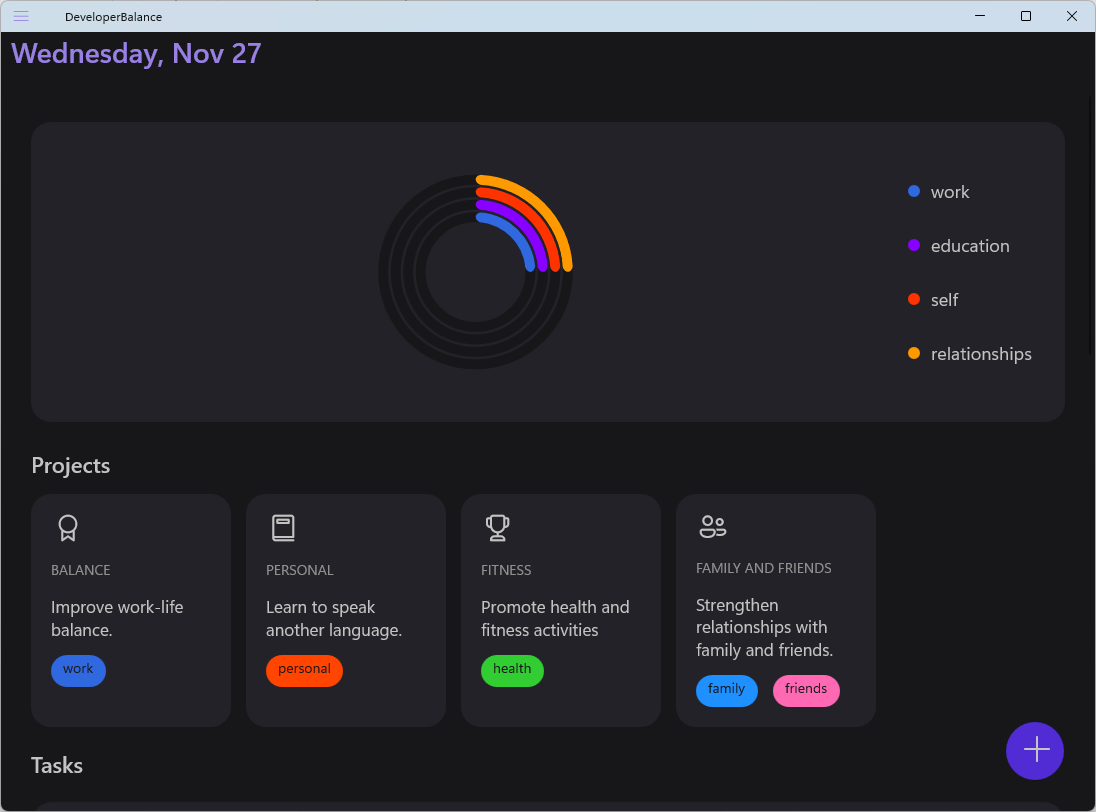 DeveloperBalance
Wednesday, Nov 27
work
education
self
relationships
Projects
BALANCE
Improve work-life
balance.
work
PERSONAL
Learn to speak
another language.
personal
FITNESS
Promote health and
fitness activities
health
FAMILY AND FRIENDS
Strengthen
relationships with
family and friends.
family friends
Tasks